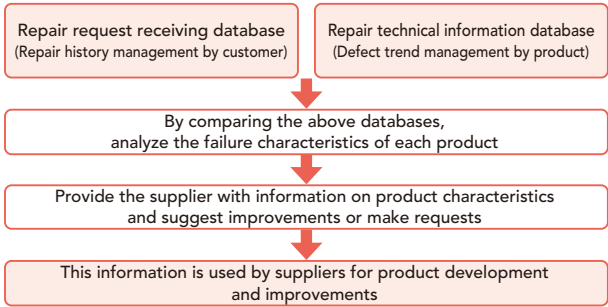 Repair request receiving database
(Repair history management by customer)
Repair technical information database
(Defect trend management by product)
By comparing the above databases,
analyze the failure characteristics of each product
Provide the supplier with information on product characteristics
and suggest improvements or make requests
This information is used by suppliers for product development
and improvements